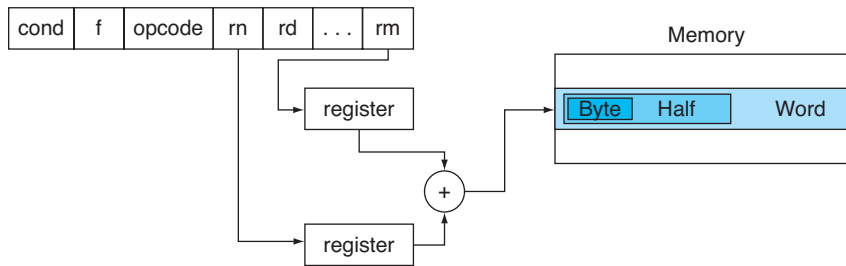 cond f opcode rn rd . . . rm
Memory
register
Byte Half Word
+
register